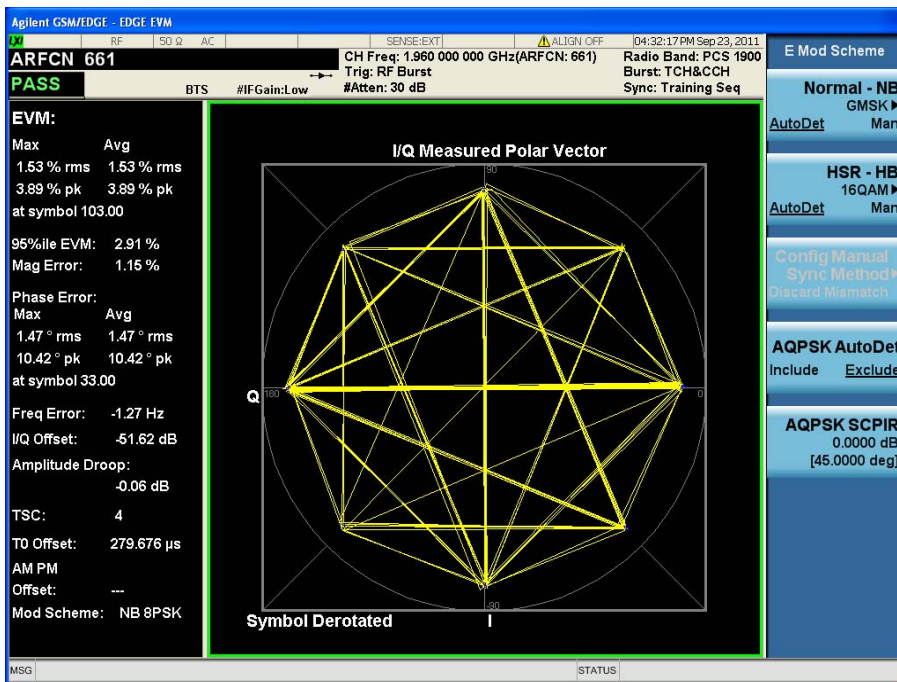 Agilent GSM/EDGE - EDGE EVM
LXI RF 50 Ω AC SENSE:EXT ALIGN OFF 04:32:17 PM Sep 23, 2011
ARFCN 661
CH Freq: 1.960 000 000 GHz(ARFCN: 661)
Radio Band: PCS 1900
Trig: RF Burst
Burst: TCH&CCH
PASS
BTS #IFGain:Low #Atten: 30 dB Sync: Training Seq
EVM:
Max Avg
1.53 % rms 1.53 % rms
3.89 % pk 3.89 % pk
at symbol 103.00
95%ile EVM: 2.91 %
Mag Error: 1.15 %
Phase Error:
Max Avg
1.47 ° rms 1.47 ° rms
10.42 ° pk 10.42 ° pk
at symbol 33.00
Freq Error: -1.27 Hz
I/Q Offset: -51.62 dB
Amplitude Droop:
-0.06 dB
TSC: 4
T0 Offset: 279.676 µs
AM PM
Offset: ---
Mod Scheme: NB 8PSK
I/Q Measured Polar Vector
90
Q 180 0
-90
Symbol Derotated I
E Mod Scheme
Normal - NB
GMSK
AutoDet Man
HSR - HB
16QAM
AutoDet Man
Config Manual
Sync Method
Discard Mismatch
AQPSK AutoDet
Include Exclude
AQPSK SCPIR
0.0000 dB
[45.0000 deg]
MSG STATUS